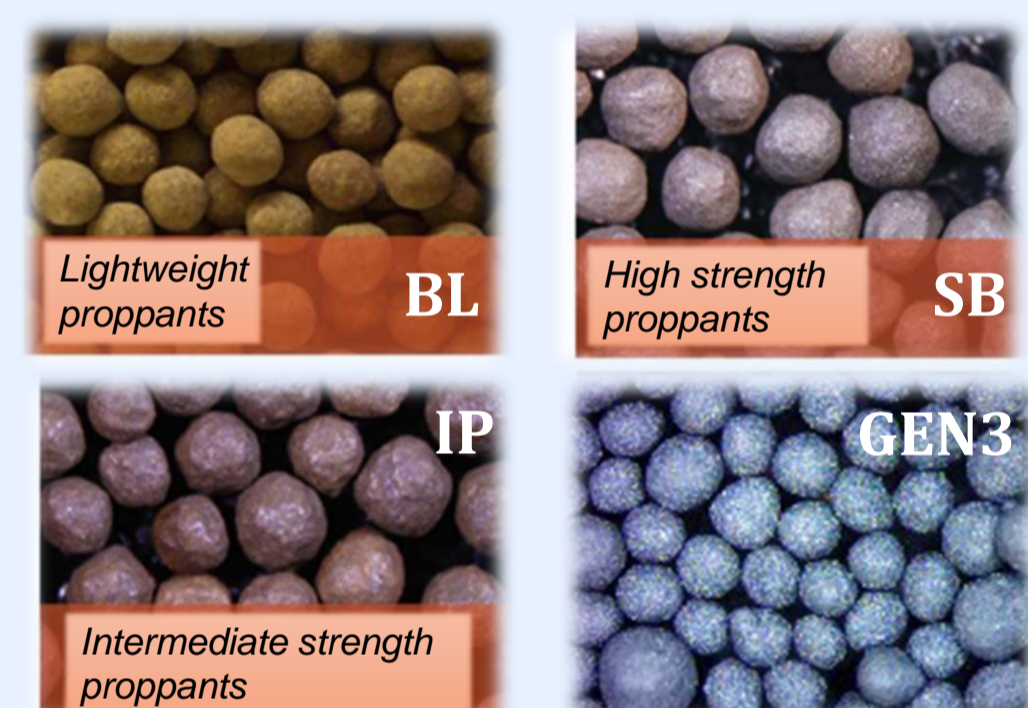 Lightweight
proppants
BL
High strength
proppants
SB
IP
Intermediate strength
proppants
GEN3